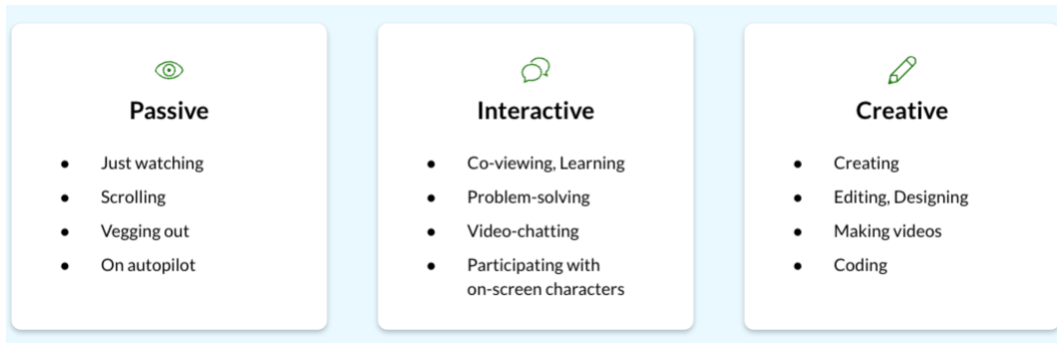 Passive
• Just watching
• Scrolling
• Vegging out
• On autopilot
Interactive
• Co-viewing, Learning
• Problem-solving
• Video-chatting
• Participating with
on-screen characters
Creative
• Creating
• Editing, Designing
• Making videos
• Coding